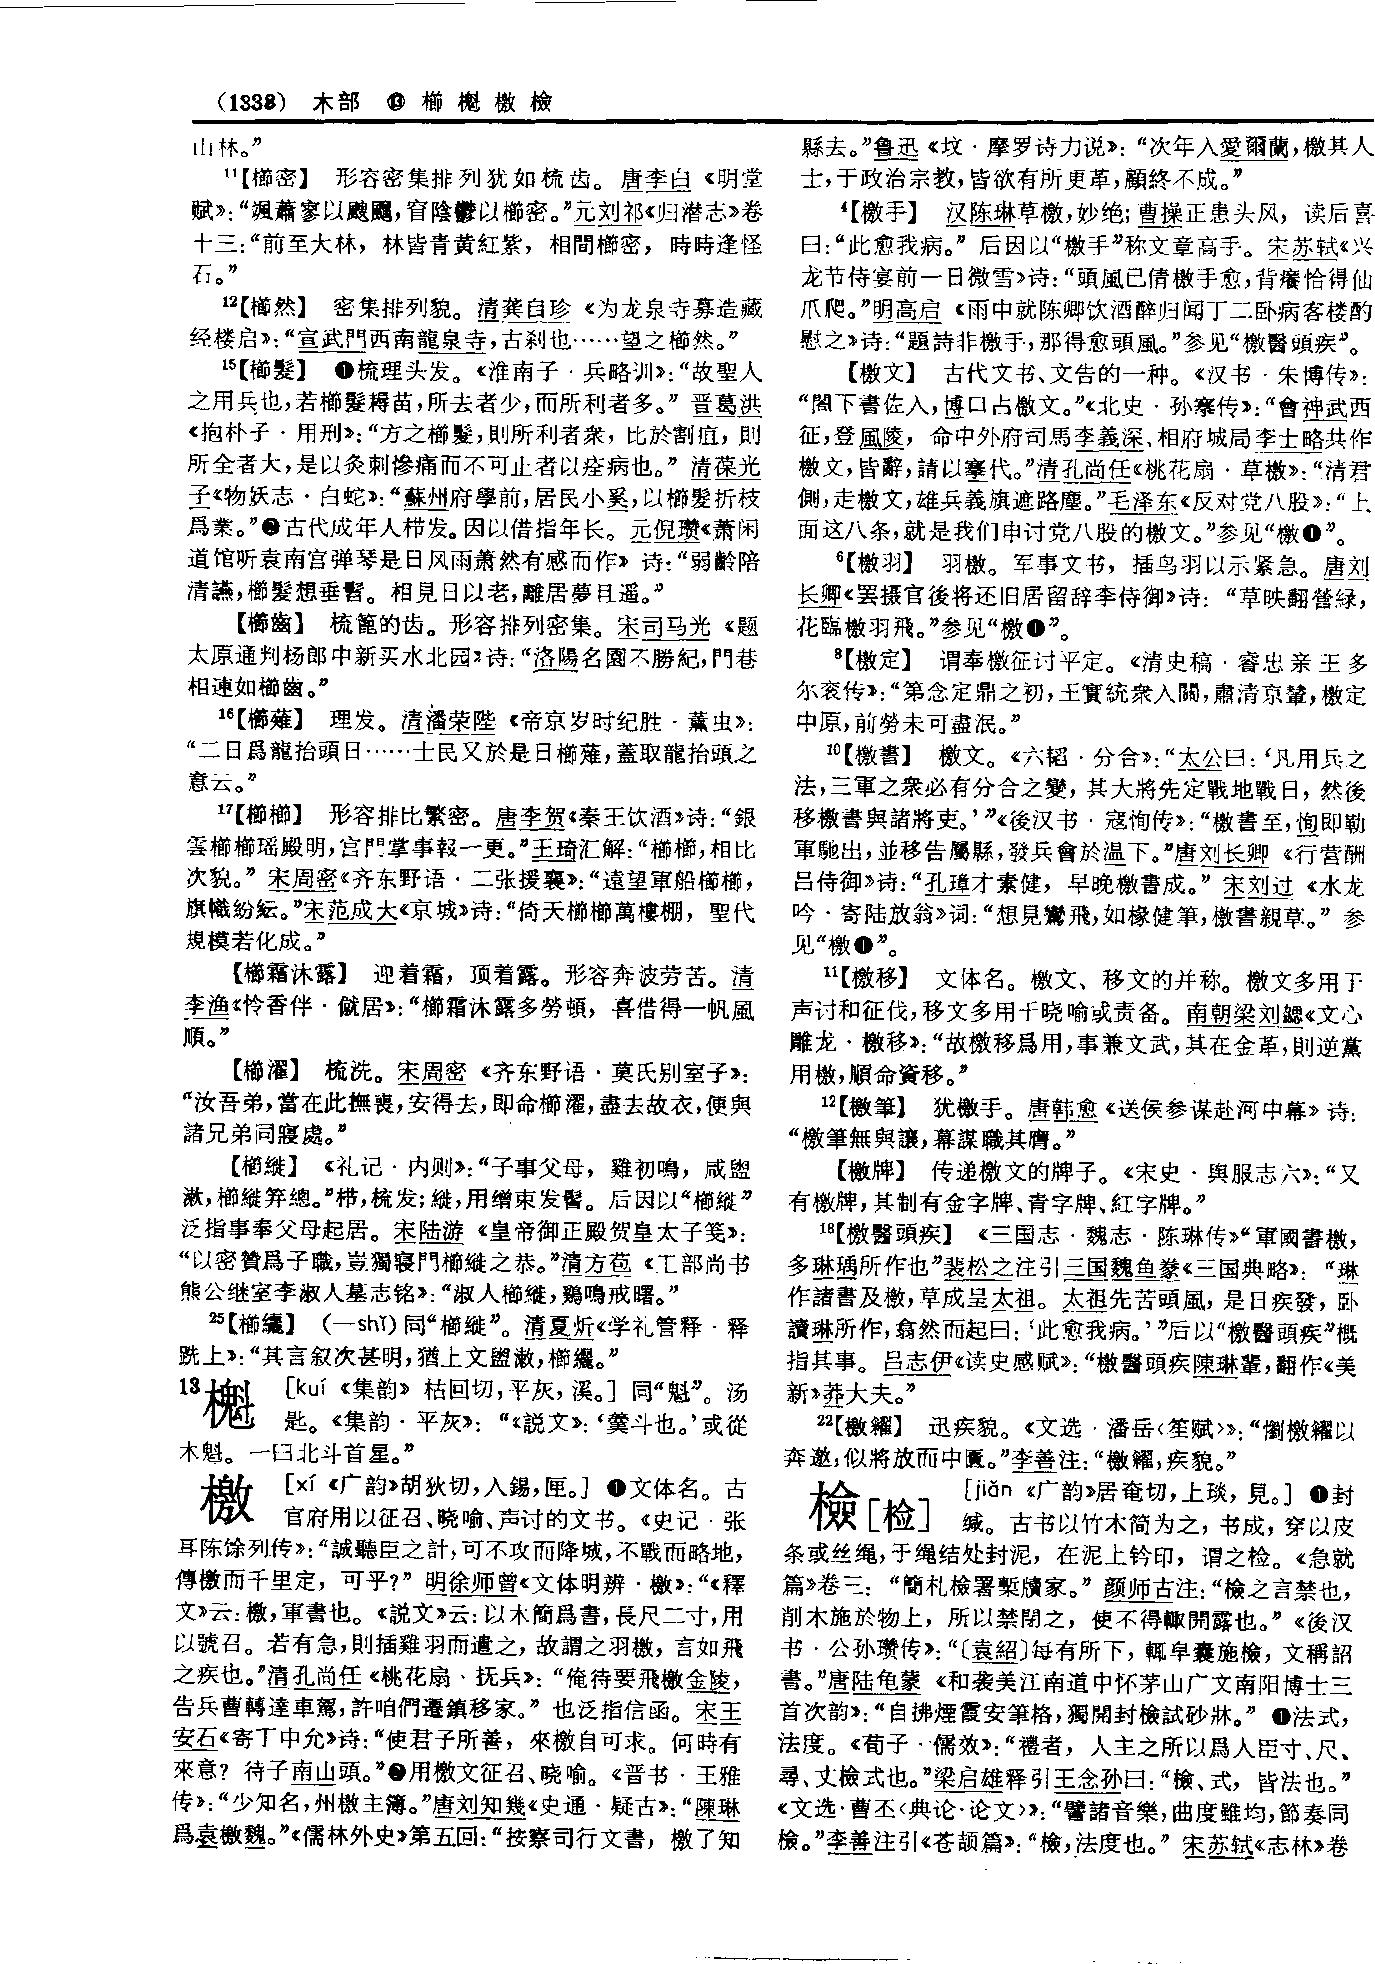 （1338） 木部 ⓭ 櫛 櫆 檄 檢
山林。”
¹¹【櫛密】 形容密集排列犹如梳齿。唐李白《明堂
赋》：“颯蕭寥以颼飀，窅陰鬱以櫛密。”元刘祁《归潜志》卷
十三：“前至大林，林皆青黄紅紫，相間櫛密，時時逢怪
石。”
¹²【櫛然】 密集排列貌。清龚自珍《为龙泉寺募造藏
经楼启》：“宣武門西南龍泉寺，古刹也……望之櫛然。”
¹⁵【櫛髮】 ❶梳理头发。《淮南子·兵略训》：“故聖人
之用兵也，若櫛髮耨苗，所去者少，而所利者多。”晋葛洪
《抱朴子·用刑》：“方之櫛髮，則所利者衆，比於割疽，則
所全者大，是以灸刺慘痛而不可止者以痊病也。”清葆光
子《物妖志·白蛇》：“蘇州府學前，居民小奚，以櫛髮折枝
爲業。”❷古代成年人栉发。因以借指年长。元倪瓒《萧闲
道馆听袁南宫弹琴是日风雨萧然有感而作》诗：“弱齡陪
清讌，櫛髮想垂髫。相見日以老，離居夢且遥。”
【櫛齒】 梳篦的齿。形容排列密集。宋司马光《题
太原通判杨郎中新买水北园》诗：“洛陽名園不勝紀，門巷
相連如櫛齒。”
¹⁶【櫛薙】 理发。清潘荣陛《帝京岁时纪胜·薰虫》：
“二日爲龍抬頭日……士民又於是日櫛薙，蓋取龍抬頭之
意云。”
¹⁷【櫛櫛】 形容排比繁密。唐李贺《秦王饮酒》诗：“銀
雲櫛櫛瑶殿明，宫門掌事報一更。”王琦汇解：“櫛櫛，相比
次貌。”宋周密《齐东野语·二张援襄》：“遠望軍船櫛櫛，
旗幟紛紜。”宋范成大《京城》诗：“倚天櫛櫛萬樓棚，聖代
規模若化成。”
【櫛霜沐露】 迎着霜，顶着露。形容奔波劳苦。清
李渔《怜香伴·僦居》：“櫛霜沐露多勞頓，喜借得一帆風
順。”
【櫛濯】 梳洗。宋周密《齐东野语·莫氏别室子》：
“汝吾弟，當在此撫喪，安得去，即命櫛濯，盡去故衣，便與
諸兄弟同寢處。”
【櫛縰】 《礼记·内则》：“子事父母，雞初鳴，咸盥
漱，櫛縰笄總。”栉，梳发；縰，用缯束发髻。后因以“櫛縰”
泛指事奉父母起居。宋陆游《皇帝御正殿贺皇太子笺》：
“以密贊爲子職，豈獨寢門櫛縰之恭。”清方苞《工部尚书
熊公继室李淑人墓志铭》：“淑人櫛縰，鷄鳴戒曙。”
²⁵【櫛纚】 （—shǐ）同“櫛縰”。清夏炘《学礼管释·释
跣上》：“其言叙次甚明，猶上文盥漱，櫛纚。”
¹³櫆 ［kuí 《集韵》枯回切，平灰，溪。］同“魁”。汤
匙。《集韵·平灰》：“《説文》：‘羹斗也。’或從
木魁。一曰北斗首星。”
檄 ［xí 《广韵》胡狄切，入錫，匣。］❶文体名。古
官府用以征召、晓喻、声讨的文书。《史记·张
耳陈馀列传》：“誠聽臣之計，可不攻而降城，不戰而略地，
傳檄而千里定，可乎？”明徐师曾《文体明辨·檄》：“《釋
文》云：檄，軍書也。《説文》云：以木簡爲書，長尺二寸，用
以號召。若有急，則插雞羽而遣之，故謂之羽檄，言如飛
之疾也。”清孔尚任《桃花扇·抚兵》：“俺待要飛檄金陵，
告兵曹轉達車駕，許咱們遷鎮移家。”也泛指信函。宋王
安石《寄丁中允》诗：“使君子所善，來檄自可求。何時有
來意？待子南山頭。”❷用檄文征召、晓喻。《晋书·王雅
传》：“少知名，州檄主簿。”唐刘知幾《史通·疑古》：“陳琳
爲袁檄魏。”《儒林外史》第五回：“按察司行文書，檄了知
縣去。”鲁迅《坟·摩罗诗力说》：“次年入愛爾蘭，檄其人
士，于政治宗教，皆欲有所更革，顧終不成。”
⁴【檄手】 汉陈琳草檄，妙绝；曹操正患头风，读后喜
曰：“此愈我病。”后因以“檄手”称文章高手。宋苏轼《兴
龙节侍宴前一日微雪》诗：“頭風已倩檄手愈，背癢恰得仙
爪爬。”明高启《雨中就陈卿饮酒醉归闻丁二卧病客楼酌
慰之》诗：“題詩非檄手，那得愈頭風。”参见“檄醫頭疾”。
【檄文】 古代文书、文告的一种。《汉书·朱博传》：
“閤下書佐入，博口占檄文。”《北史·孙搴传》：“會神武西
征，登風陵，命中外府司馬李義深、相府城局李士略共作
檄文，皆辭，請以搴代。”清孔尚任《桃花扇·草檄》：“清君
側，走檄文，雄兵義旗遮路塵。”毛泽东《反对党八股》：“上
面这八条，就是我们申讨党八股的檄文。”参见“檄❶”。
⁶【檄羽】 羽檄。军事文书，插鸟羽以示紧急。唐刘
长卿《罢摄官後将还旧居留辞李侍御》诗：“草映翻營緑，
花臨檄羽飛。”参见“檄❶”。
⁸【檄定】 谓奉檄征讨平定。《清史稿·睿忠亲王多
尔衮传》：“第念定鼎之初，王實統衆入關，肅清京輦，檄定
中原，前勞未可盡泯。”
¹⁰【檄書】 檄文。《六韬·分合》：“太公曰：‘凡用兵之
法，三軍之衆必有分合之變，其大將先定戰地戰日，然後
移檄書與諸將吏。’”《後汉书·寇恂传》：“檄書至，恂即勒
軍馳出，並移告屬縣，發兵會於温下。”唐刘长卿《行营酬
吕侍御》诗：“孔璋才素健，早晚檄書成。”宋刘过《水龙
吟·寄陆放翁》词：“想見鸞飛，如椽健筆，檄書親草。”参
见“檄❶”。
¹¹【檄移】 文体名。檄文、移文的并称。檄文多用于
声讨和征伐，移文多用于晓喻或责备。南朝梁刘勰《文心
雕龙·檄移》：“故檄移爲用，事兼文武，其在金革，則逆黨
用檄，順命資移。”
¹²【檄筆】 犹檄手。唐韩愈《送侯参谋赴河中幕》诗：
“檄筆無與讓，幕謀職其膺。”
【檄牌】 传递檄文的牌子。《宋史·舆服志六》：“又
有檄牌，其制有金字牌、青字牌、紅字牌。”
¹⁸【檄醫頭疾】 《三国志·魏志·陈琳传》“軍國書檄，
多琳瑀所作也”裴松之注引三国魏鱼豢《三国典略》：“琳
作諸書及檄，草成呈太祖。太祖先苦頭風，是日疾發，卧
讀琳所作，翕然而起曰：‘此愈我病。’”后以“檄醫頭疾”概
指其事。吕志伊《读史感赋》：“檄醫頭疾陳琳輩，翻作《美
新》莽大夫。”
²²【檄糴】 迅疾貌。《文选·潘岳〈笙赋〉》：“懰檄糴以
奔邀，似將放而中匱。”李善注：“檄糴，疾貌。”
檢［检］ ［jiǎn 《广韵》居奄切，上琰，見。］❶封
缄。古书以竹木简为之，书成，穿以皮
条或丝绳，于绳结处封泥，在泥上钤印，谓之检。《急就
篇》卷三：“簡札檢署槧牘家。”颜师古注：“檢之言禁也，
削木施於物上，所以禁閉之，使不得輒開露也。”《後汉
书·公孙瓒传》：“〔袁紹〕每有所下，輒皁囊施檢，文稱詔
書。”唐陆龟蒙《和袭美江南道中怀茅山广文南阳博士三
首次韵》：“自拂煙霞安筆格，獨開封檢試砂牀。”❷法式，
法度。《荀子·儒效》：“禮者，人主之所以爲人臣寸、尺、
尋、丈檢式也。”梁启雄释引王念孙曰：“檢、式，皆法也。”
《文选·曹丕〈典论·论文〉》：“譬諸音樂，曲度雖均，節奏同
檢。”李善注引《苍颉篇》：“檢，法度也。”宋苏轼《志林》卷